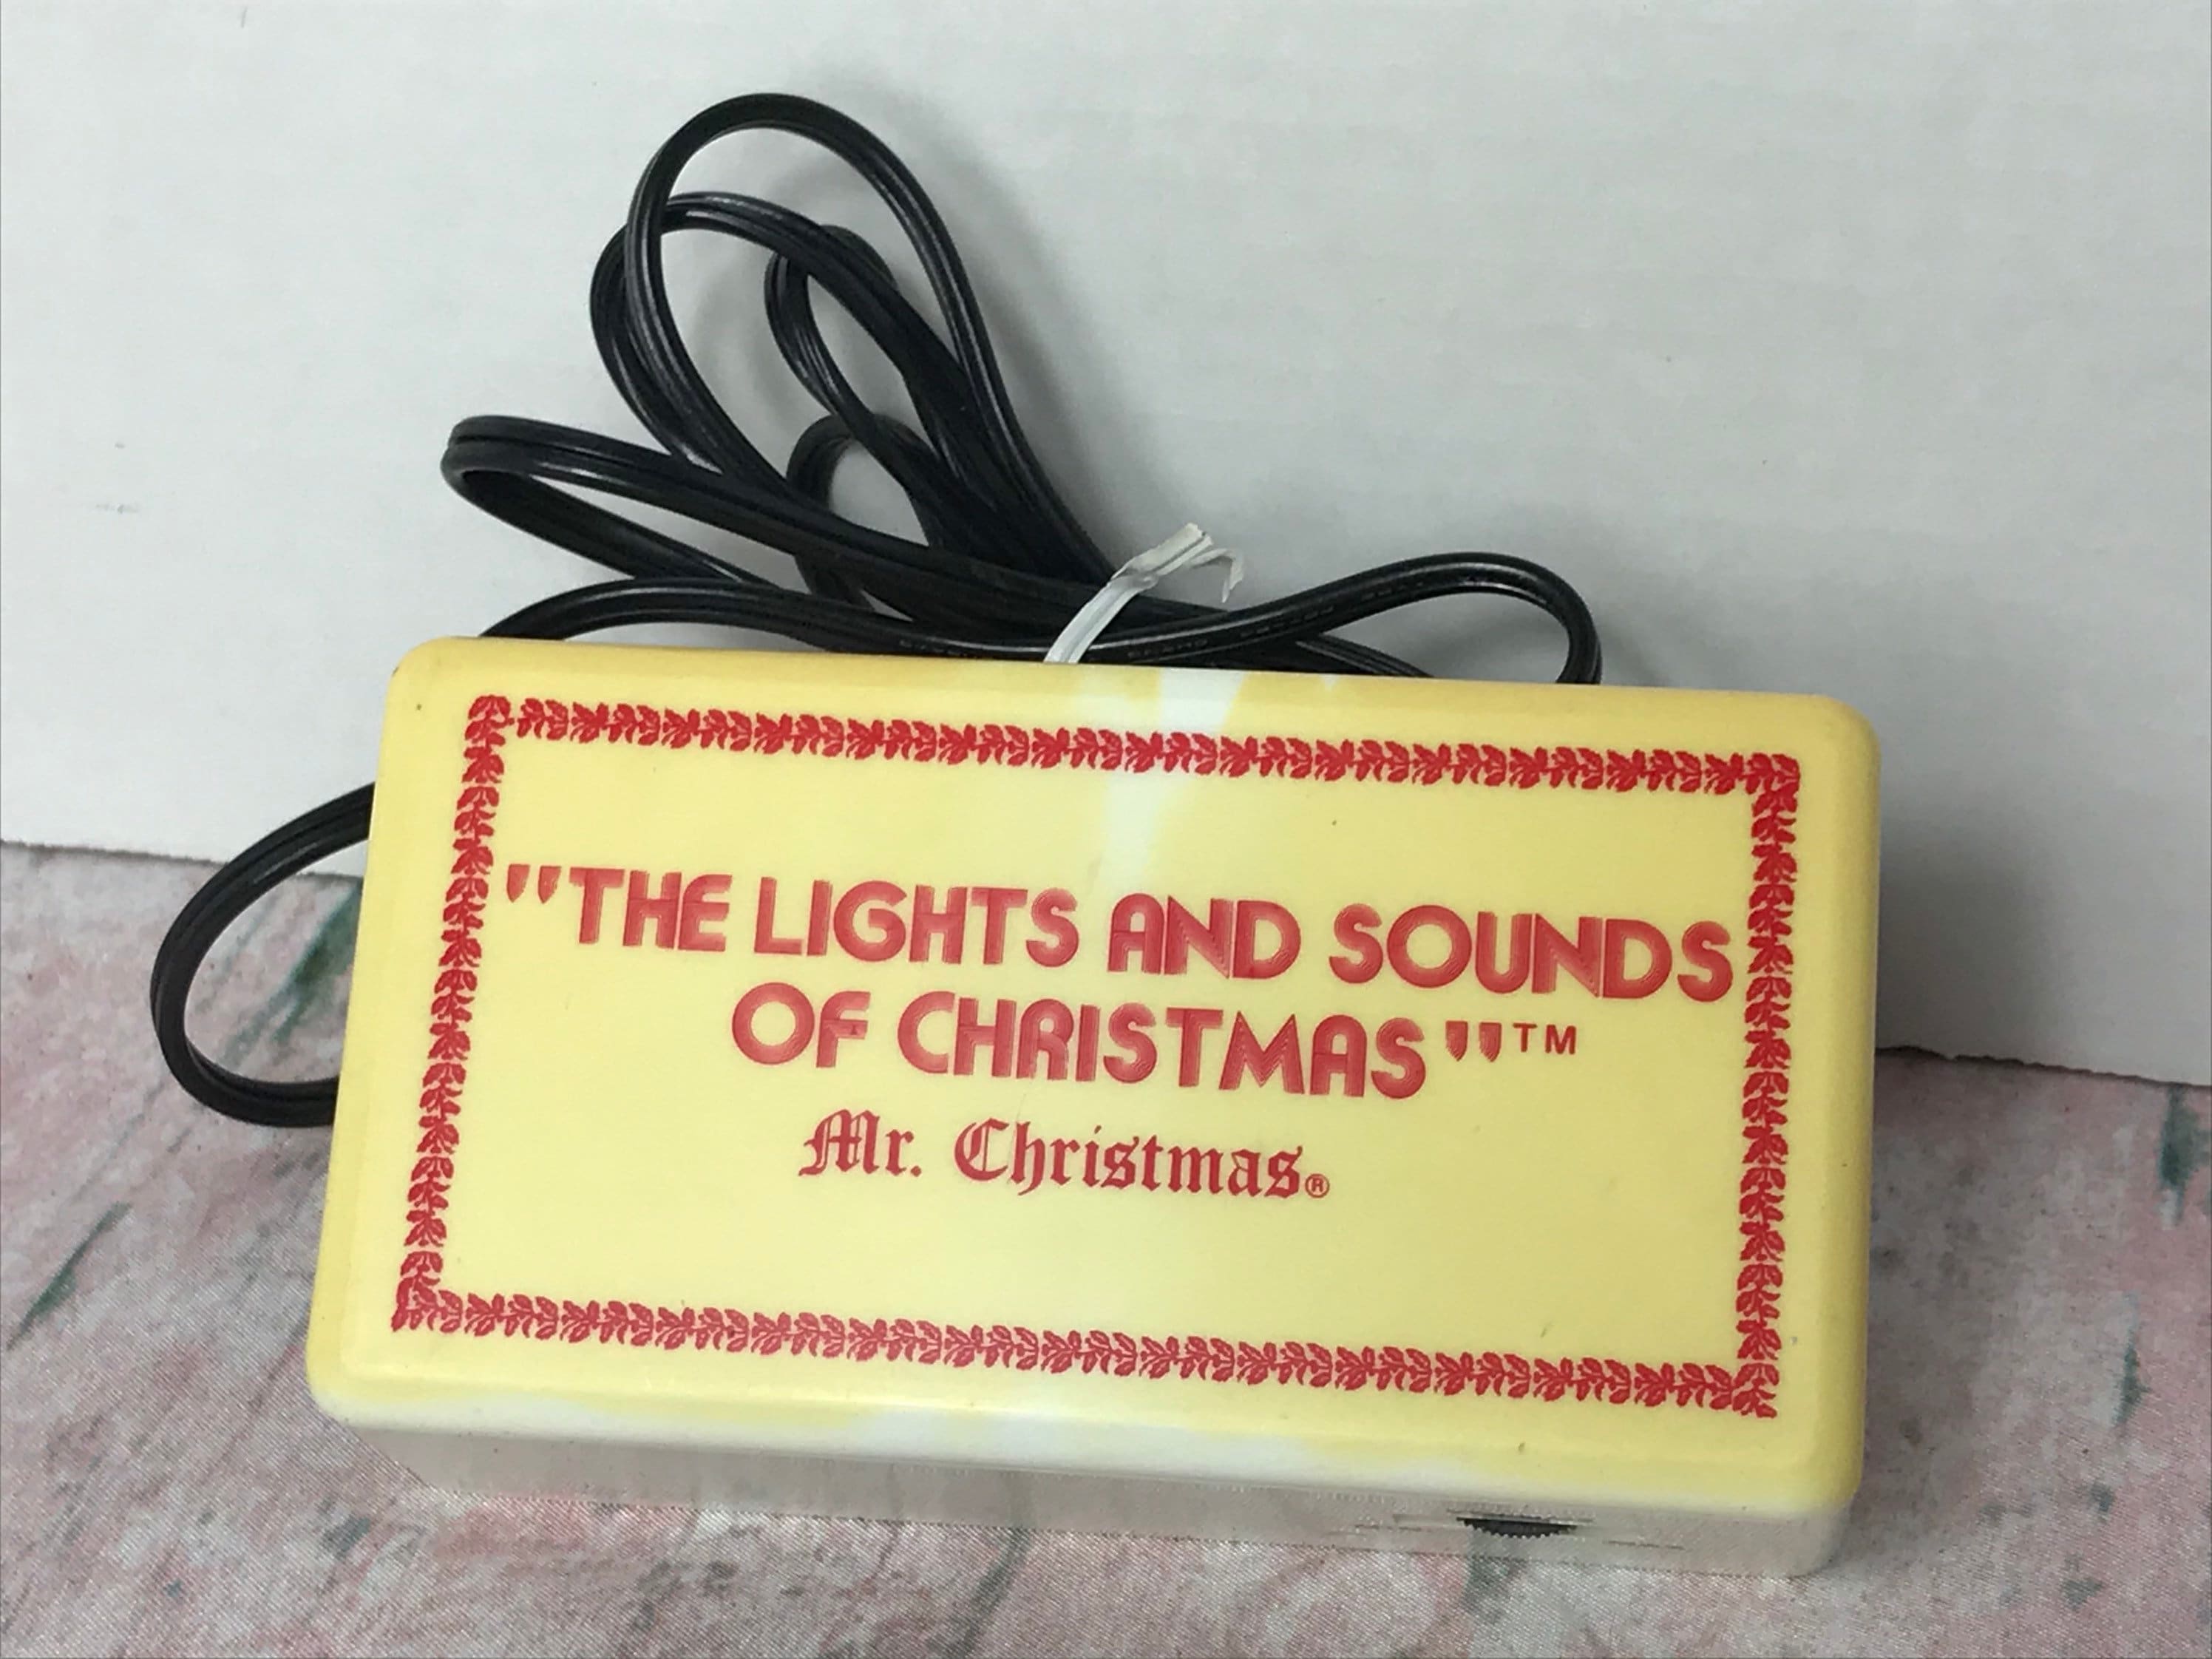 "THE LIGHTS AND SOUNDS
OF CHRISTMAS"™
Mr. Christmas®